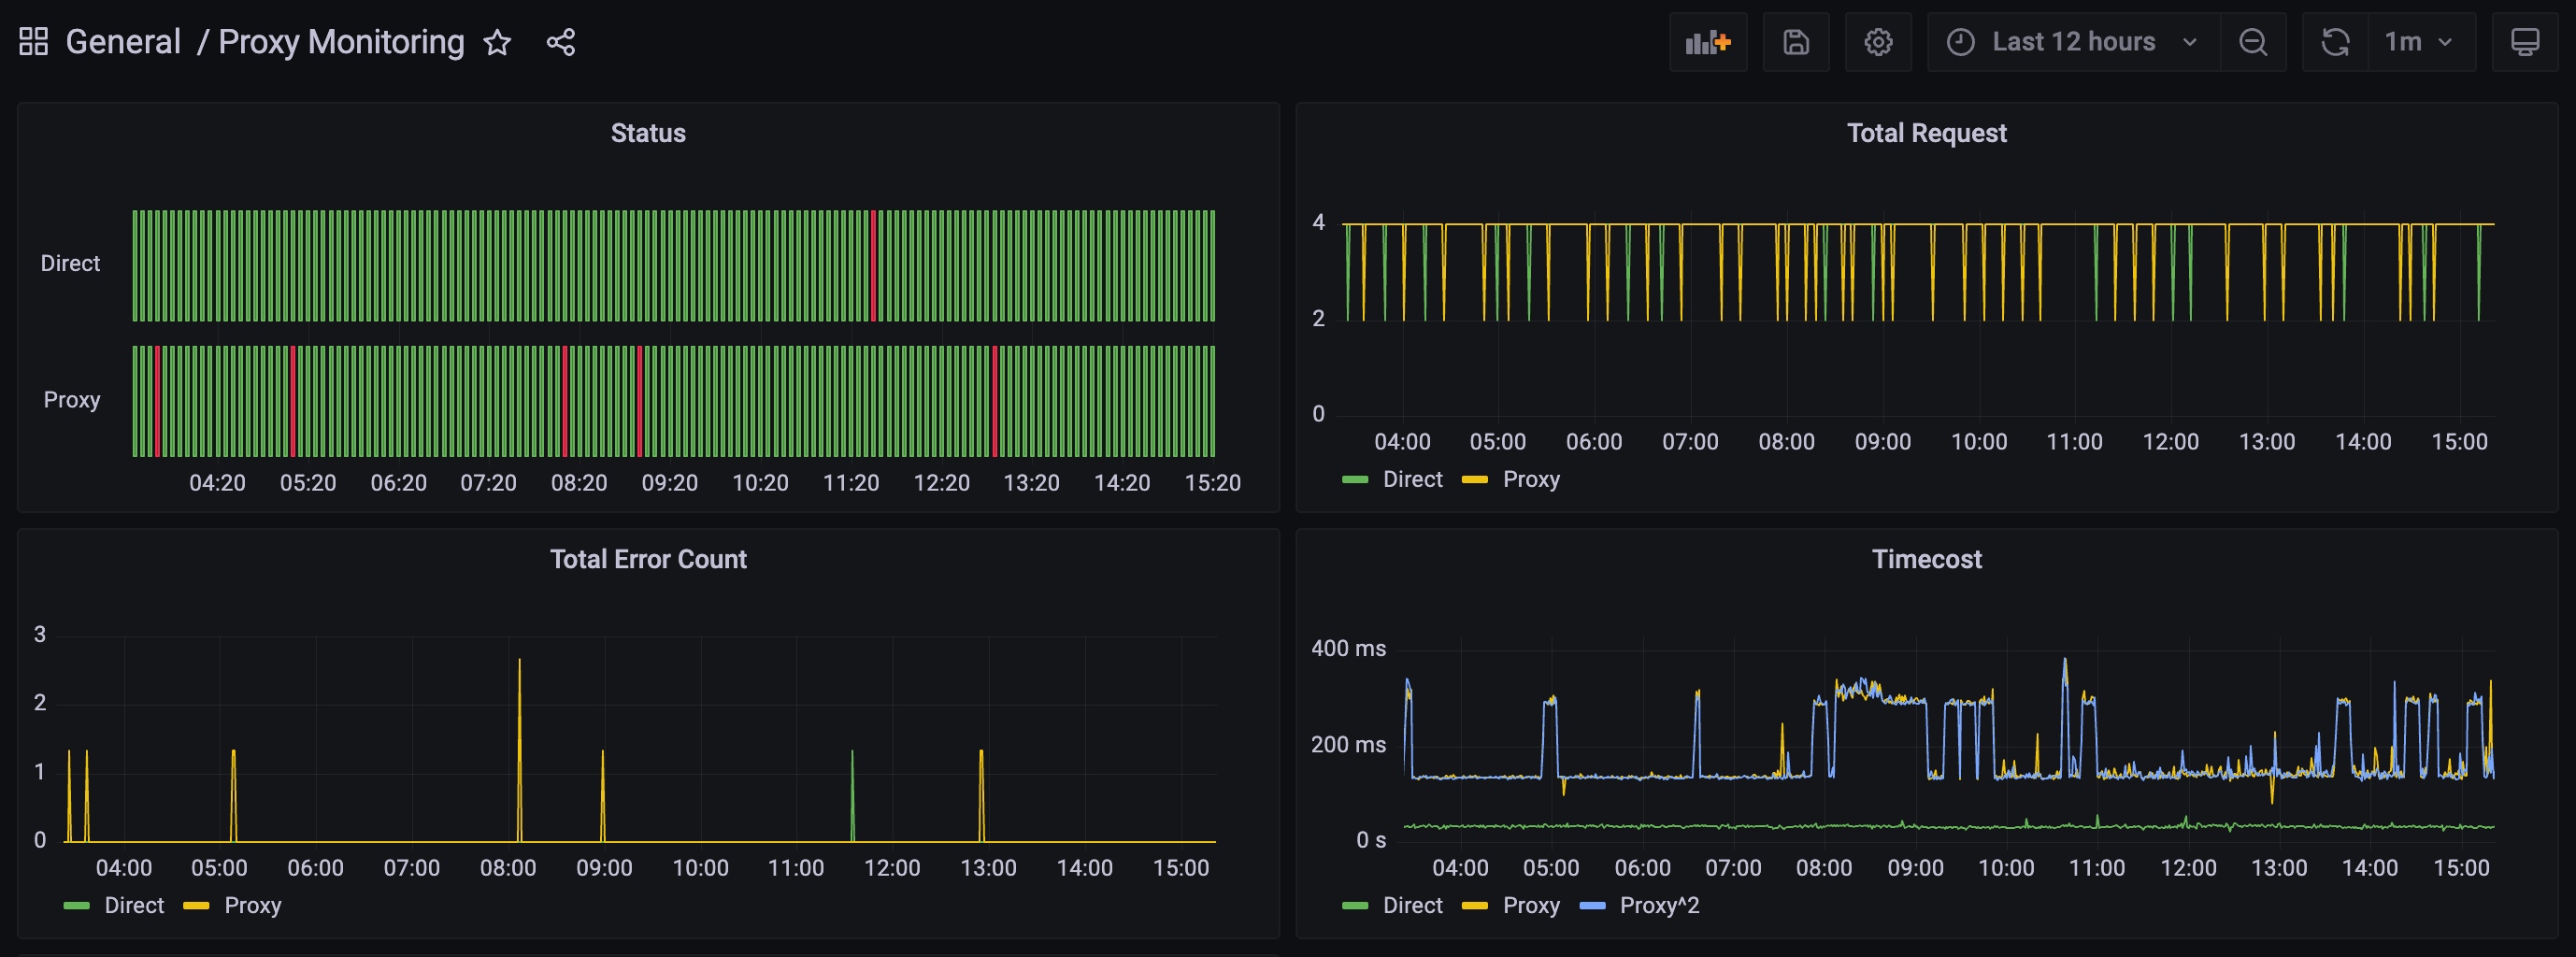 General / Proxy Monitoring
Last 12 hours
1m
Status
Direct
Proxy
04:20 05:20 06:20 07:20 08:20 09:20 10:20 11:20 12:20 13:20 14:20 15:20
Total Request
4
2
0
04:00 05:00 06:00 07:00 08:00 09:00 10:00 11:00 12:00 13:00 14:00 15:00
Direct Proxy
Total Error Count
3
2
1
0
04:00 05:00 06:00 07:00 08:00 09:00 10:00 11:00 12:00 13:00 14:00 15:00
Direct Proxy
Timecost
400 ms
200 ms
0 s
04:00 05:00 06:00 07:00 08:00 09:00 10:00 11:00 12:00 13:00 14:00 15:00
Direct Proxy Proxy^2